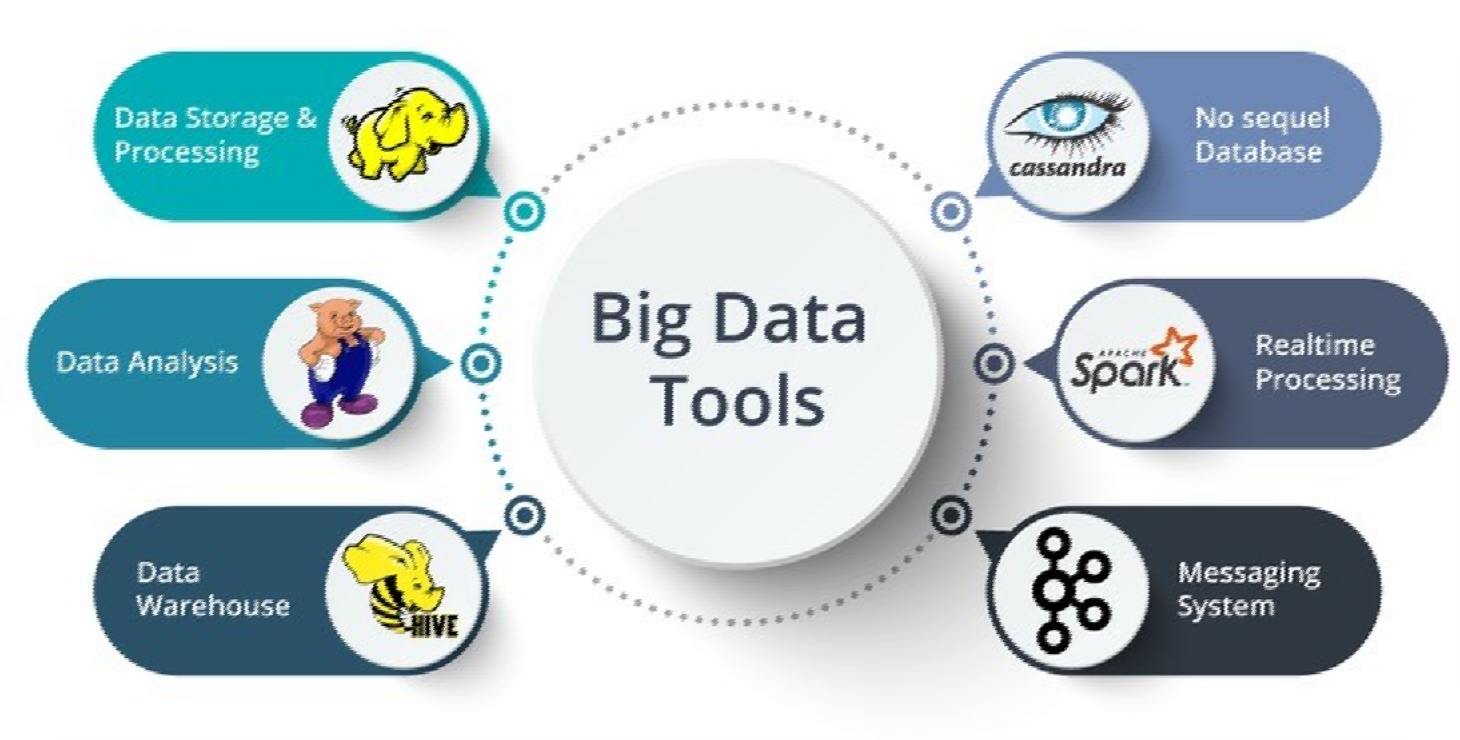 Data Storage &
Processing
Data Analysis
Data
Warehouse
HIVE
Big Data
Tools
cassandra
No sequel
Database
APACHE
Spark
Realtime
Processing
Messaging
System